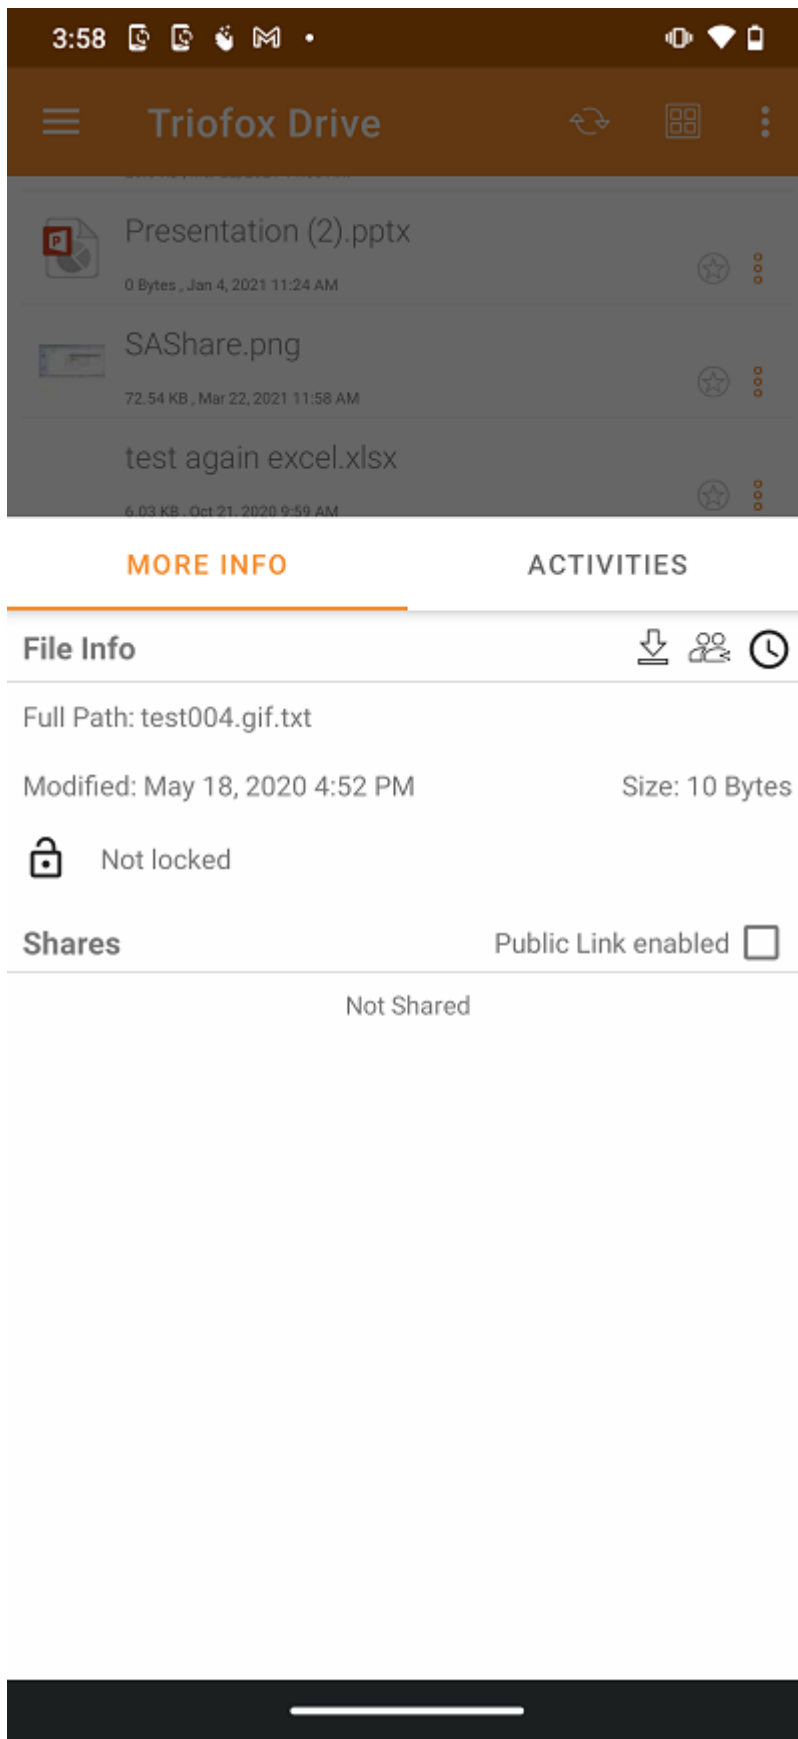 3:58
Triofox Drive
Presentation (2).pptx
0 Bytes , Jan 4, 2021 11:24 AM
SAShare.png
72.54 KB , Mar 22, 2021 11:58 AM
test again excel.xlsx
6.03 KB , Oct 21, 2020 9:59 AM
MORE INFO ACTIVITIES
File Info
Full Path: test004.gif.txt
Modified: May 18, 2020 4:52 PM Size: 10 Bytes
Not locked
Shares Public Link enabled
Not Shared